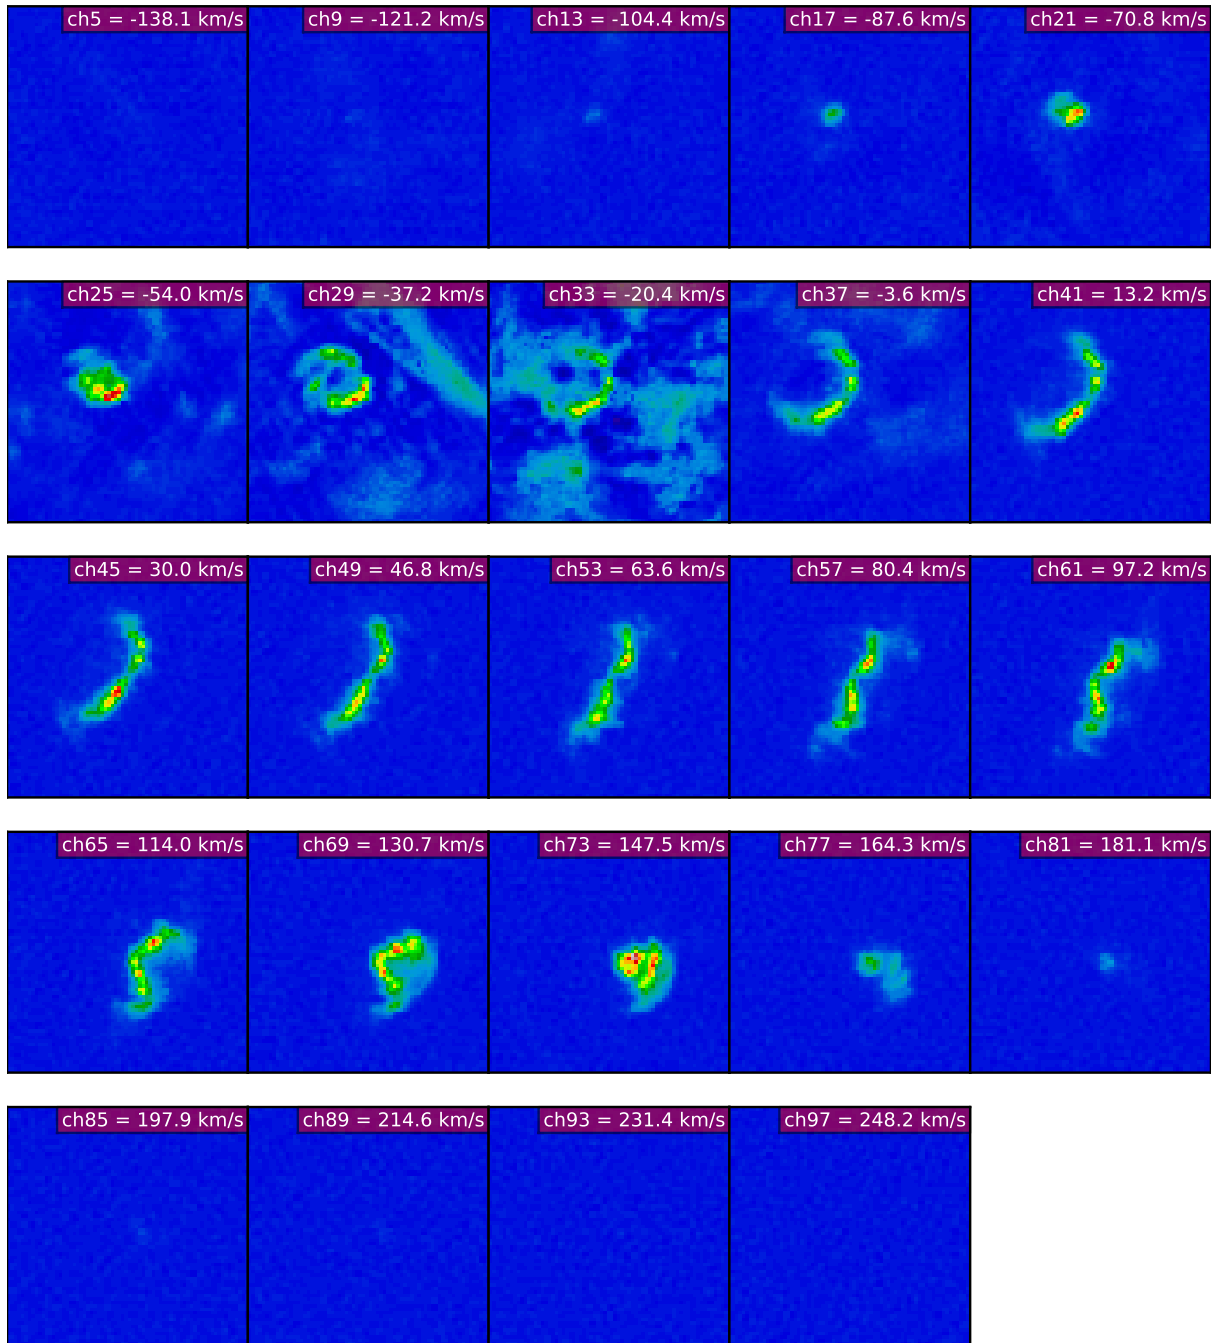 ch5 = -138.1 km/s
ch9 = -121.2 km/s
ch13 = -104.4 km/s
ch17 = -87.6 km/s
ch21 = -70.8 km/s
ch25 = -54.0 km/s
ch29 = -37.2 km/s
ch33 = -20.4 km/s
ch37 = -3.6 km/s
ch41 = 13.2 km/s
ch45 = 30.0 km/s
ch49 = 46.8 km/s
ch53 = 63.6 km/s
ch57 = 80.4 km/s
ch61 = 97.2 km/s
ch65 = 114.0 km/s
ch69 = 130.7 km/s
ch73 = 147.5 km/s
ch77 = 164.3 km/s
ch81 = 181.1 km/s
ch85 = 197.9 km/s
ch89 = 214.6 km/s
ch93 = 231.4 km/s
ch97 = 248.2 km/s